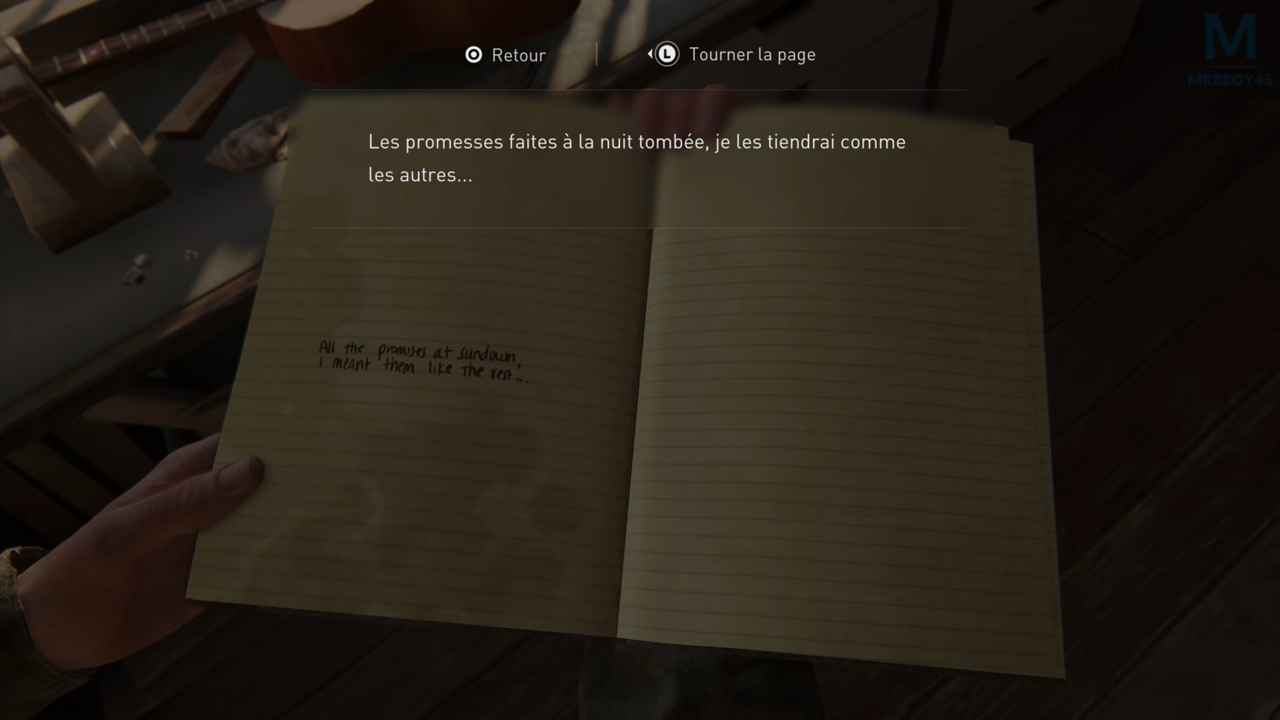 M
MRBBOY45
Retour
L Tourner la page
Les promesses faites à la nuit tombée, je les tiendrai comme
les autres...
All the promises at sundown,
I meant them like the rest...